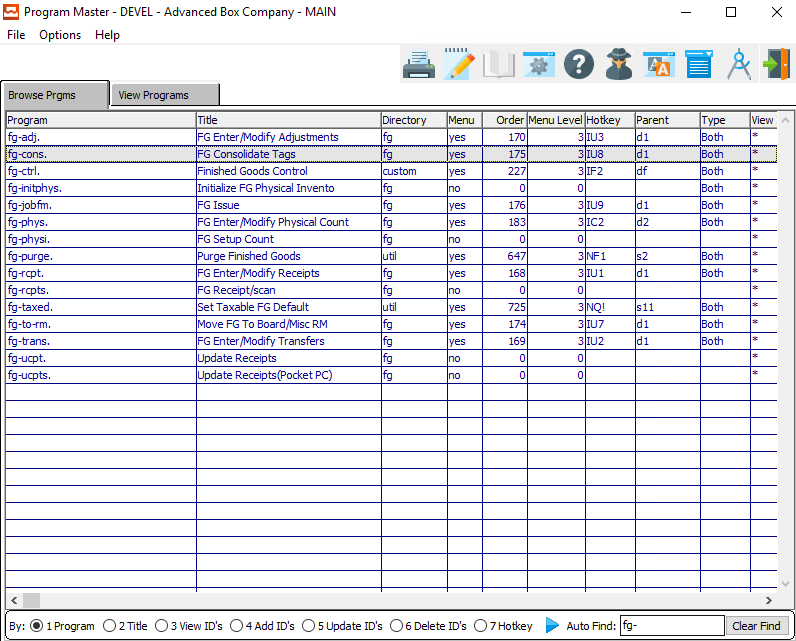 Program Master - DEVEL - Advanced Box Company - MAIN
File Options Help
Browse Prgms View Programs
Program Title Directory Menu Order Menu Level Hotkey Parent Type View
fg-adj. FG Enter/Modify Adjustments fg yes 170 3 IU3 d1 Both *
fg-cons. FG Consolidate Tags fg yes 175 3 IU8 d1 Both *
fg-ctrl. Finished Goods Control custom yes 227 3 IF2 df Both *
fg-initphys. Initialize FG Physical Invento fg no 0 0 Both *
fg-jobfm. FG Issue fg yes 176 3 IU9 d1 Both *
fg-phys. FG Enter/Modify Physical Count fg yes 183 3 IC2 d2 Both *
fg-physi. FG Setup Count fg no 0 0 *
fg-purge. Purge Finished Goods util yes 647 3 NF1 s2 Both *
fg-rcpt. FG Enter/Modify Receipts fg yes 168 3 IU1 d1 Both *
fg-rcpts. FG Receipt/scan fg no 0 0 *
fg-taxed. Set Taxable FG Default util yes 725 3 NQ! s11 Both *
fg-to-rm. Move FG To Board/Misc RM fg yes 174 3 IU7 d1 Both *
fg-trans. FG Enter/Modify Transfers fg yes 169 3 IU2 d1 Both *
fg-ucpt. Update Receipts fg no 0 0 *
fg-ucpts. Update Receipts(Pocket PC) fg no 0 0 *
By: 1 Program 2 Title 3 View ID's 4 Add ID's 5 Update ID's 6 Delete ID's 7 Hotkey Auto Find: fg- Clear Find